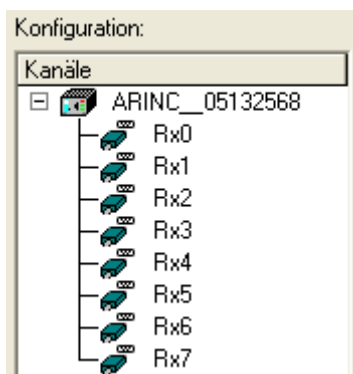 Konfiguration:
Kanäle
ARINC__05132568
Rx0
Rx1
Rx2
Rx3
Rx4
Rx5
Rx6
Rx7